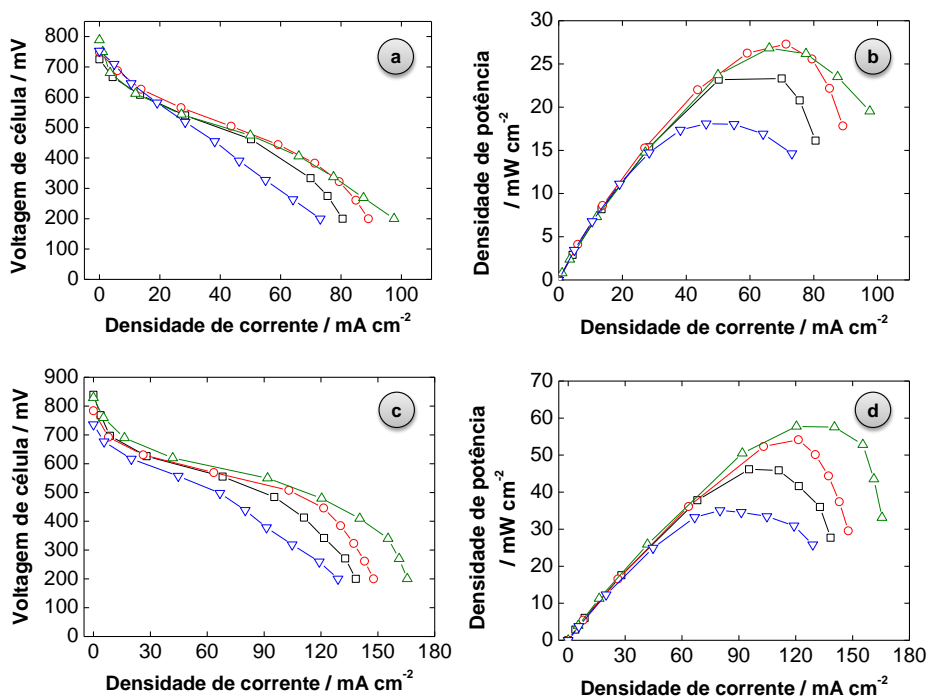 800
700
600
500
400
300
200
100
0
Voltagem de célula / mV
0 20 40 60 80 100
Densidade de corrente / mA cm-2
a
30
25
20
15
10
5
0
Densidade de potência
/ mW cm-2
0 20 40 60 80 100
Densidade de corrente / mA cm-2
b
900
800
700
600
500
400
300
200
100
0
Voltagem de célula / mV
0 30 60 90 120 150 180
Densidade de corrente / mA cm-2
c
70
60
50
40
30
20
10
0
Densidade de potência
/ mW cm-2
0 30 60 90 120 150 180
Densidade de corrente / mA cm-2
d